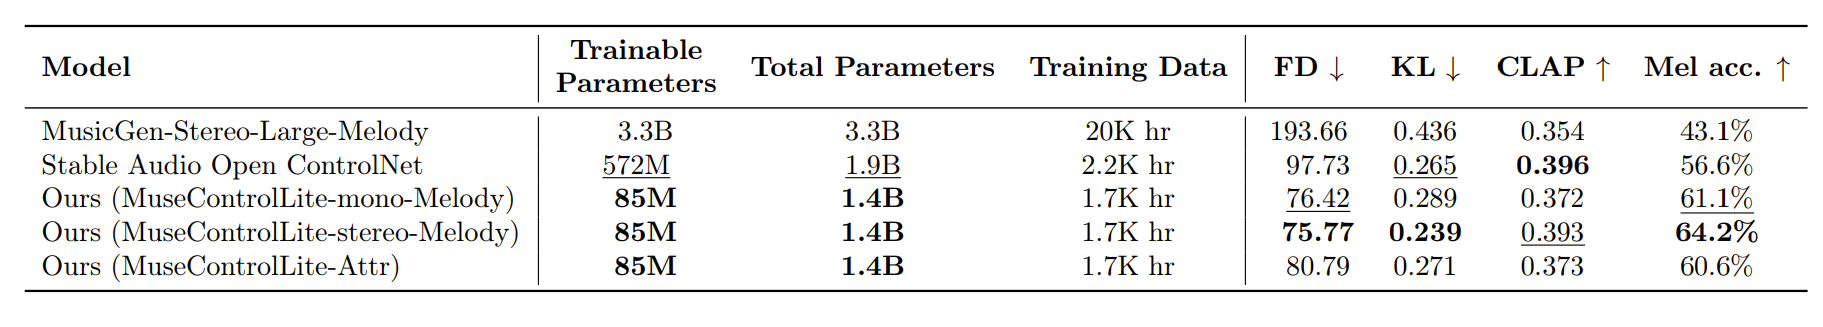 Model Trainable Parameters Total Parameters Training Data FD ↓ KL ↓ CLAP ↑ Mel acc. ↑
MusicGen-Stereo-Large-Melody 3.3B 3.3B 20K hr 193.66 0.436 0.354 43.1%
Stable Audio Open ControlNet 572M 1.9B 2.2K hr 97.73 0.265 0.396 56.6%
Ours (MuseControlLite-mono-Melody) 85M 1.4B 1.7K hr 76.42 0.289 0.372 61.1%
Ours (MuseControlLite-stereo-Melody) 85M 1.4B 1.7K hr 75.77 0.239 0.393 64.2%
Ours (MuseControlLite-Attr) 85M 1.4B 1.7K hr 80.79 0.271 0.373 60.6%